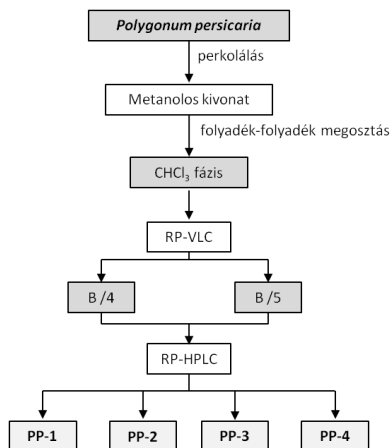 Polygonum persicaria
perkolálás
Metanolos kivonat
folyadék-folyadék megosztás
CHCl₃ fázis
RP-VLC
B /4
B /5
RP-HPLC
PP-1
PP-2
PP-3
PP-4